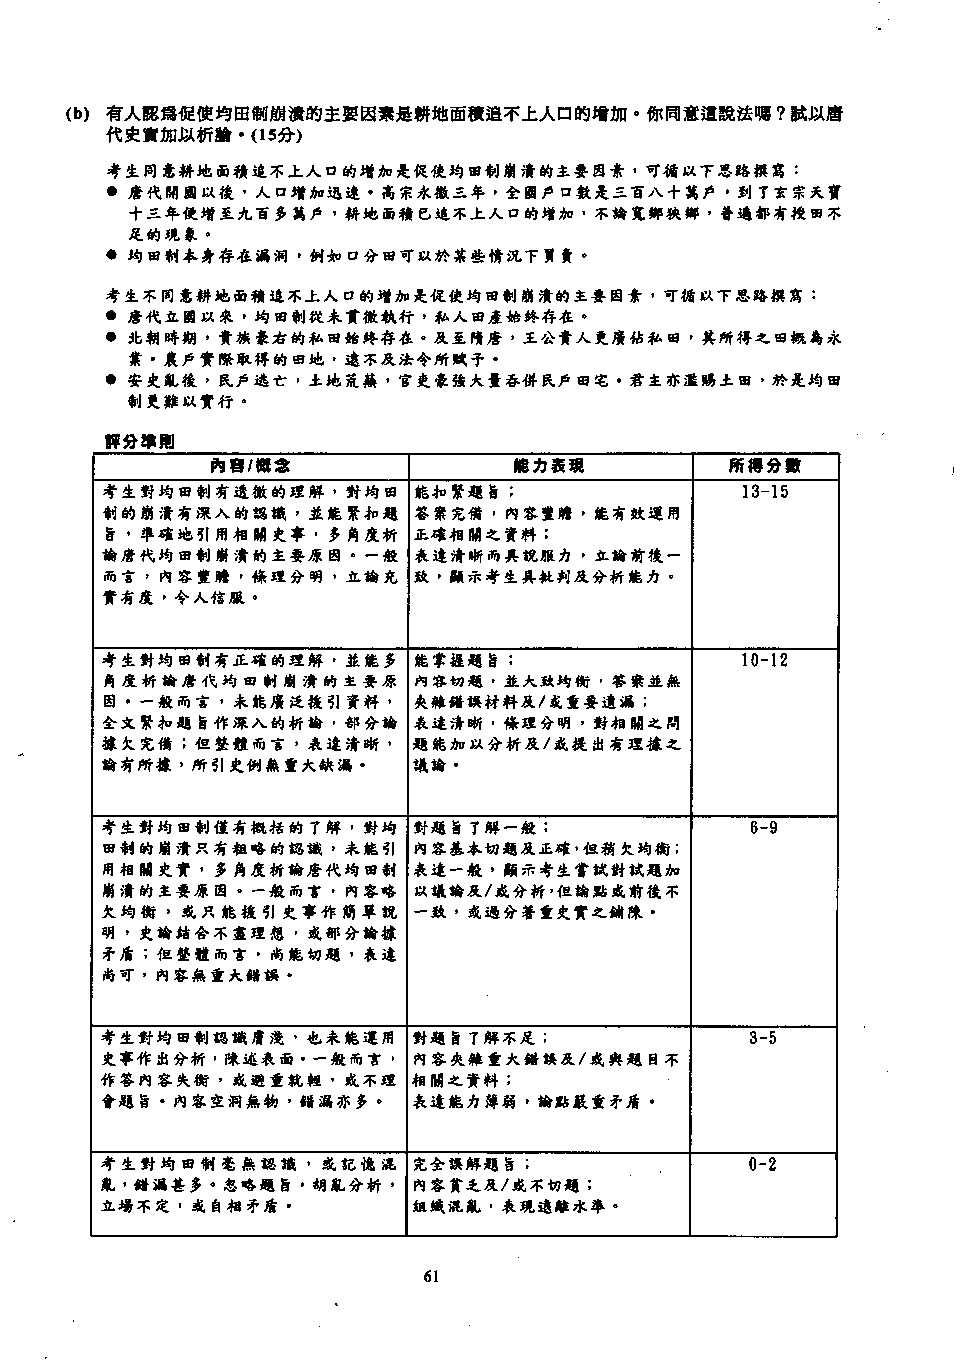 (b) 有人認為促使均田制崩潰的主要因素是耕地面積追不上人口的增加。你同意這說法嗎？試以唐
代史實加以析論。(15分)
考生同意耕地面積追不上人口的增加是促使均田制崩潰的主要因素，可循以下思路撰寫：
● 唐代開國以後，人口增加迅速。高宗永徽三年，全國戶口數是三百八十萬戶，到了玄宗天寶
十三年便增至九百多萬戶，耕地面積已追不上人口的增加，不論寬鄉狹鄉，普遍都有授田不
足的現象。
● 均田制本身存在漏洞，例如口分田可以於某些情況下買賣。
考生不同意耕地面積追不上人口的增加是促使均田制崩潰的主要因素，可循以下思路撰寫：
● 唐代立國以來，均田制從未貫徹執行，私人田產始終存在。
● 北朝時期，貴族豪右的私田始終存在。及至隋唐，王公貴人更廣佔私田，其所得之田概為永
業。農戶實際取得的田地，遠不及法令所賦予。
● 安史亂後，民戶逃亡，土地荒蕪，官吏豪強大量吞併民戶田宅。君主亦濫賜土田，於是均田
制更難以實行。
評分準則
內容/概念 能力表現 所得分數
考生對均田制有透徹的理解，對均田
制的崩潰有深入的認識，並能緊扣題
旨，準確地引用相關史事，多角度析
論唐代均田制崩潰的主要原因。一般
而言，內容豐贍，條理分明，立論充
實有度，令人信服。
能扣緊題旨；
答案完備，內容豐贍，能有效運用
正確相關之資料；
表達清晰而具說服力，立論前後一
致，顯示考生具批判及分析能力。
13-15
考生對均田制有正確的理解，並能多
角度析論唐代均田制崩潰的主要原
因。一般而言，未能廣泛援引資料，
全文緊扣題旨作深入的析論，部分論
據欠完備；但整體而言，表達清晰，
論有所據，所引史例無重大缺漏。
能掌握題旨；
內容切題，並大致均衡，答案並無
夾雜錯誤材料及/或重要遺漏；
表達清晰，條理分明，對相關之問
題能加以分析及/或提出有理據之
議論。
10-12
考生對均田制僅有概括的了解，對均
田制的崩潰只有粗略的認識，未能引
用相關史實，多角度析論唐代均田制
崩潰的主要原因。一般而言，內容略
欠均衡，或只能援引史事作簡單說
明，史論結合不盡理想，或部分論據
矛盾；但整體而言，尚能切題，表達
尚可，內容無重大錯誤。
對題旨了解一般；
內容基本切題及正確，但稍欠均衡；
表達一般，顯示考生嘗試對試題加
以議論及/或分析，但論點或前後不
一致，或過分著重史實之鋪陳。
6-9
考生對均田制認識膚淺，也未能運用
史事作出分析，陳述表面。一般而言，
作答內容失衡，或避重就輕，或不理
會題旨。內容空洞無物，錯漏亦多。
對題旨了解不足；
內容夾雜重大錯誤及/或與題目不
相關之資料；
表達能力薄弱，論點嚴重矛盾。
3-5
考生對均田制毫無認識，或記憶混
亂，錯漏甚多。忽略題旨，胡亂分析，
立場不定，或自相矛盾。
完全誤解題旨；
內容貧乏及/或不切題；
組織混亂，表現遠離水準。
0-2
61